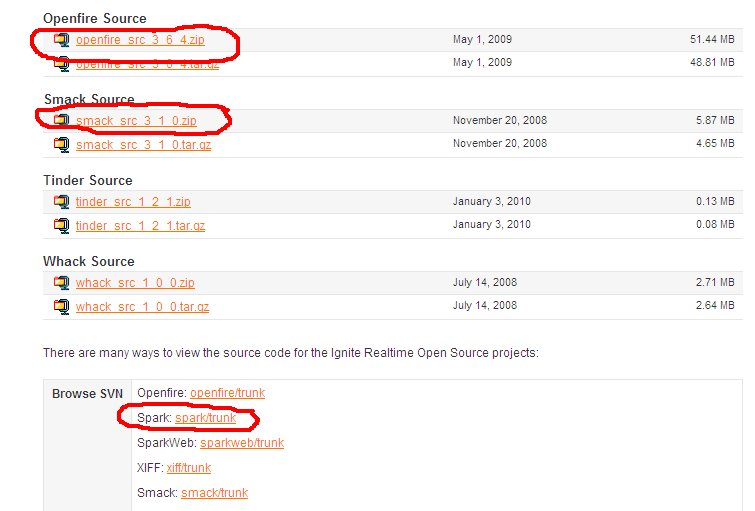 Openfire Source
openfire_src_3_6_4.zip May 1, 2009 51.44 MB
openfire_src_3_6_4.tar.gz May 1, 2009 48.81 MB
Smack Source
smack_src_3_1_0.zip November 20, 2008 5.87 MB
smack_src_3_1_0.tar.gz November 20, 2008 4.65 MB
Tinder Source
tinder_src_1_2_1.zip January 3, 2010 0.13 MB
tinder_src_1_2_1.tar.gz January 3, 2010 0.08 MB
Whack Source
whack_src_1_0_0.zip July 14, 2008 2.71 MB
whack_src_1_0_0.tar.gz July 14, 2008 2.64 MB
There are many ways to view the source code for the Ignite Realtime Open Source projects:
Browse SVN Openfire: openfire/trunk
Spark: spark/trunk
SparkWeb: sparkweb/trunk
XIFF: xiff/trunk
Smack: smack/trunk